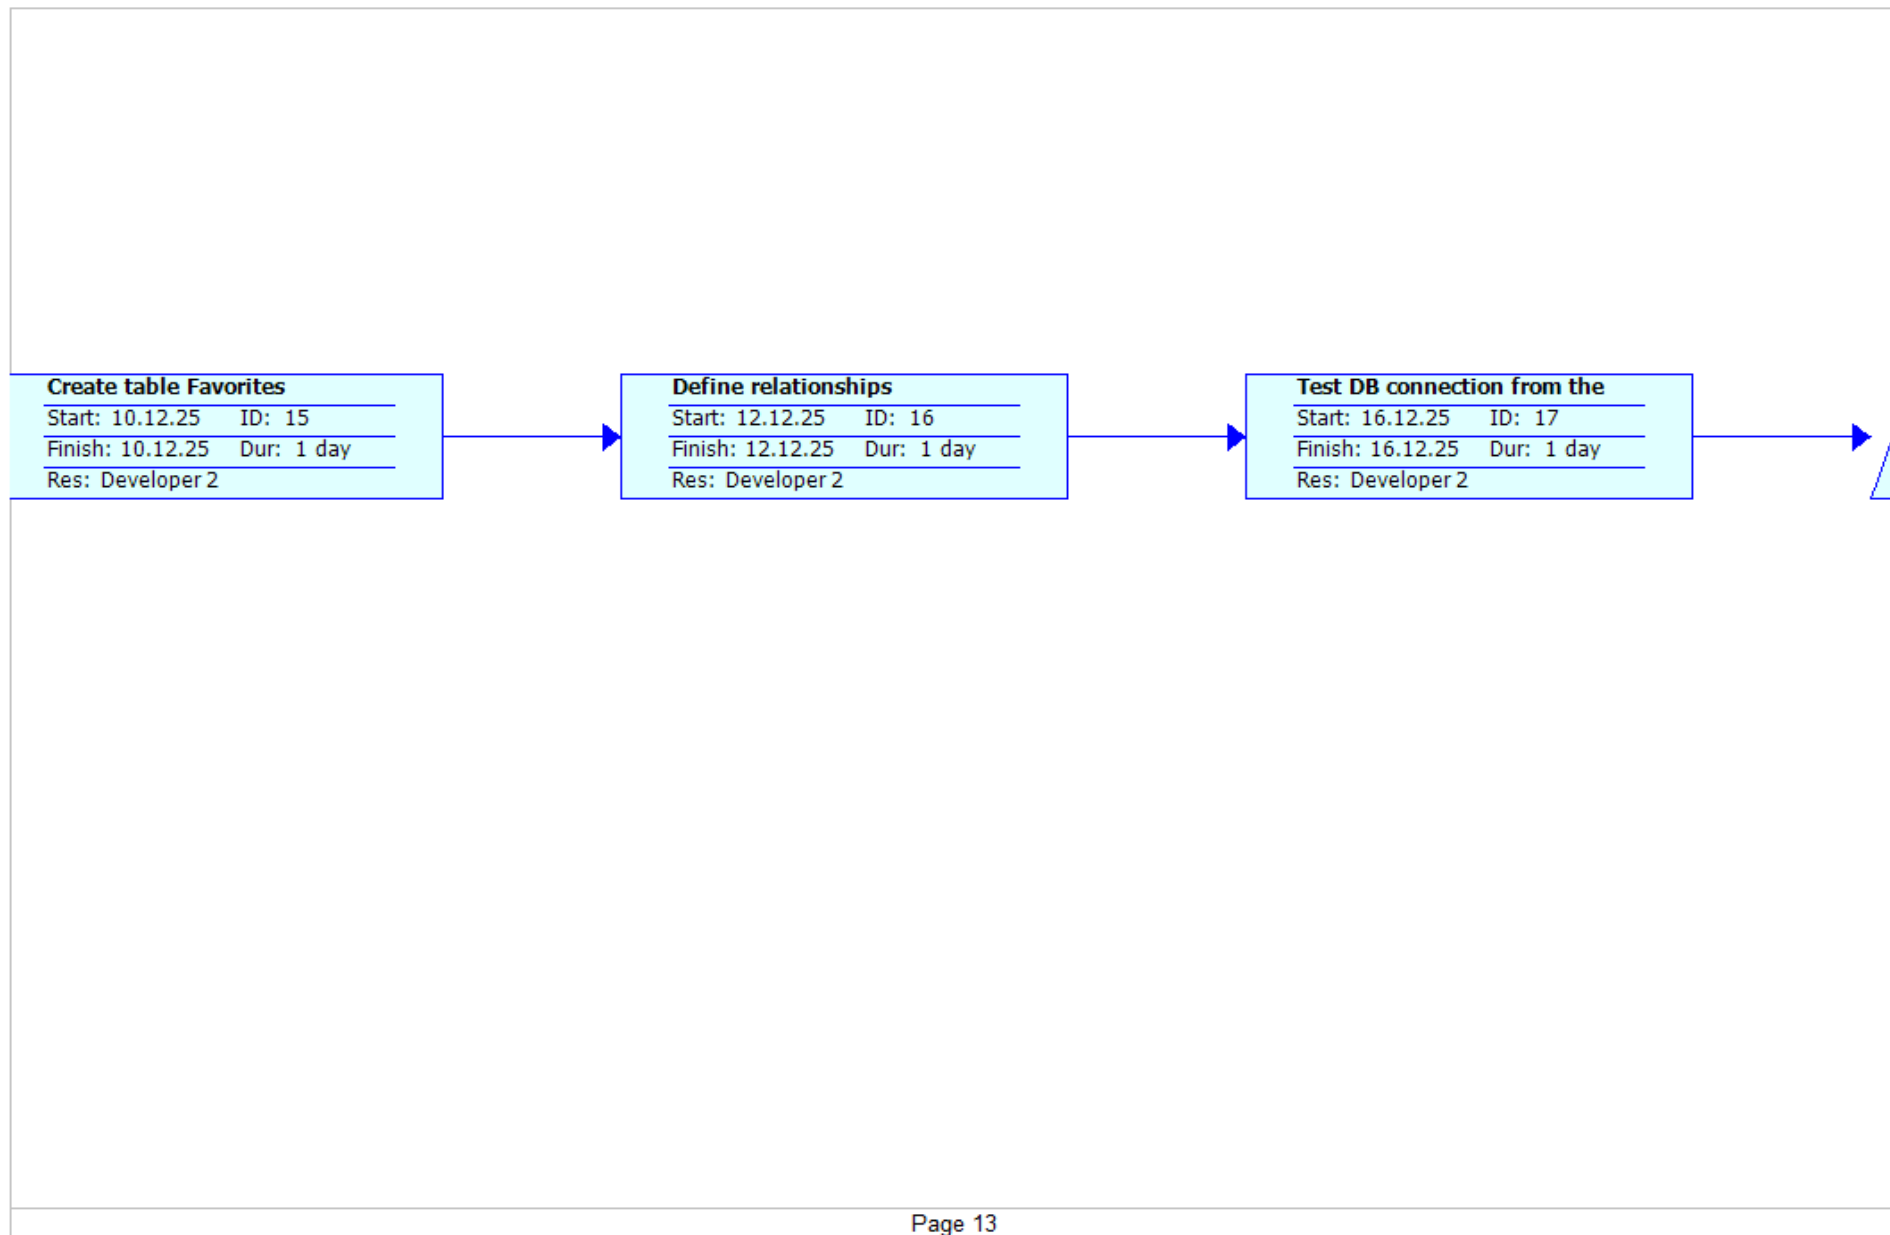 Create table Favorites
Start: 10.12.25 ID: 15
Finish: 10.12.25 Dur: 1 day
Res: Developer 2
Define relationships
Start: 12.12.25 ID: 16
Finish: 12.12.25 Dur: 1 day
Res: Developer 2
Test DB connection from the
Start: 16.12.25 ID: 17
Finish: 16.12.25 Dur: 1 day
Res: Developer 2
Page 13